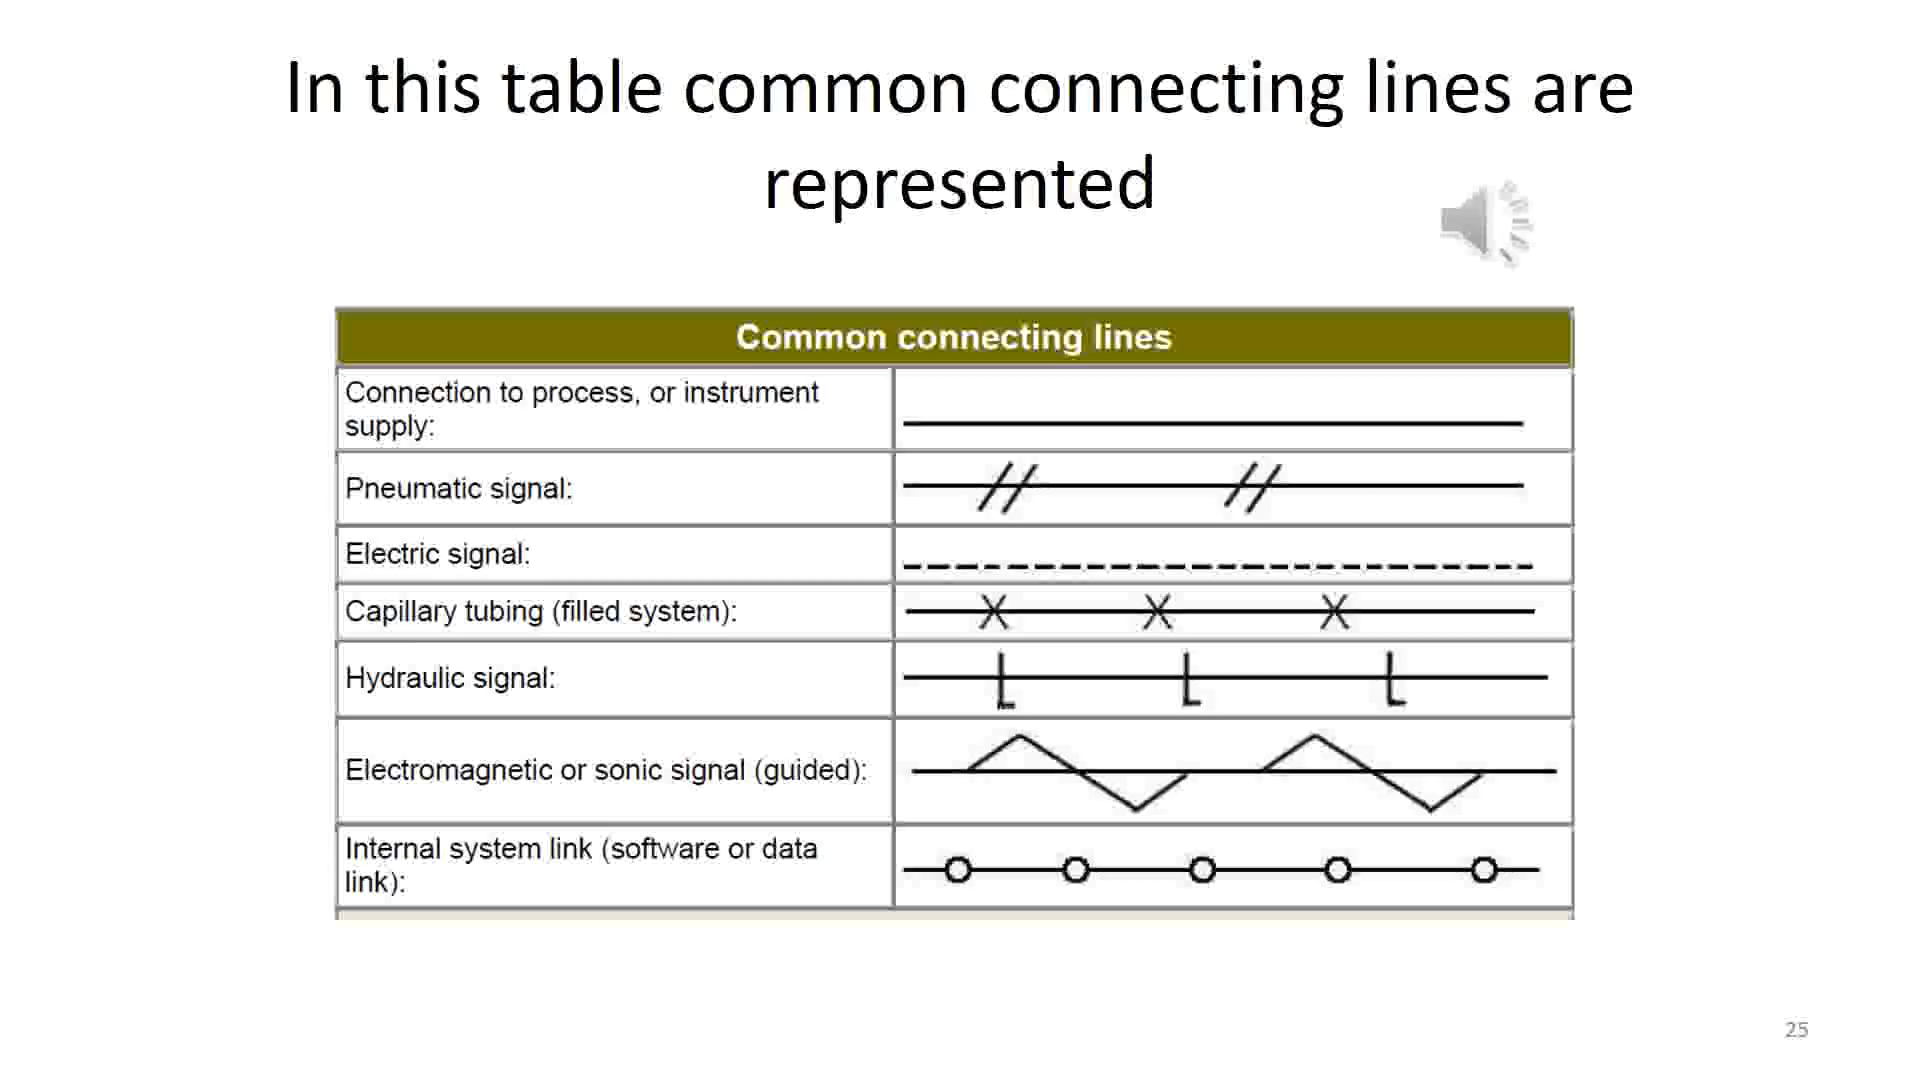 In this table common connecting lines are
represented
Common connecting lines
Connection to process, or instrument
supply:
Pneumatic signal:
Electric signal:
Capillary tubing (filled system):
Hydraulic signal:
Electromagnetic or sonic signal (guided):
Internal system link (software or data
link):
25